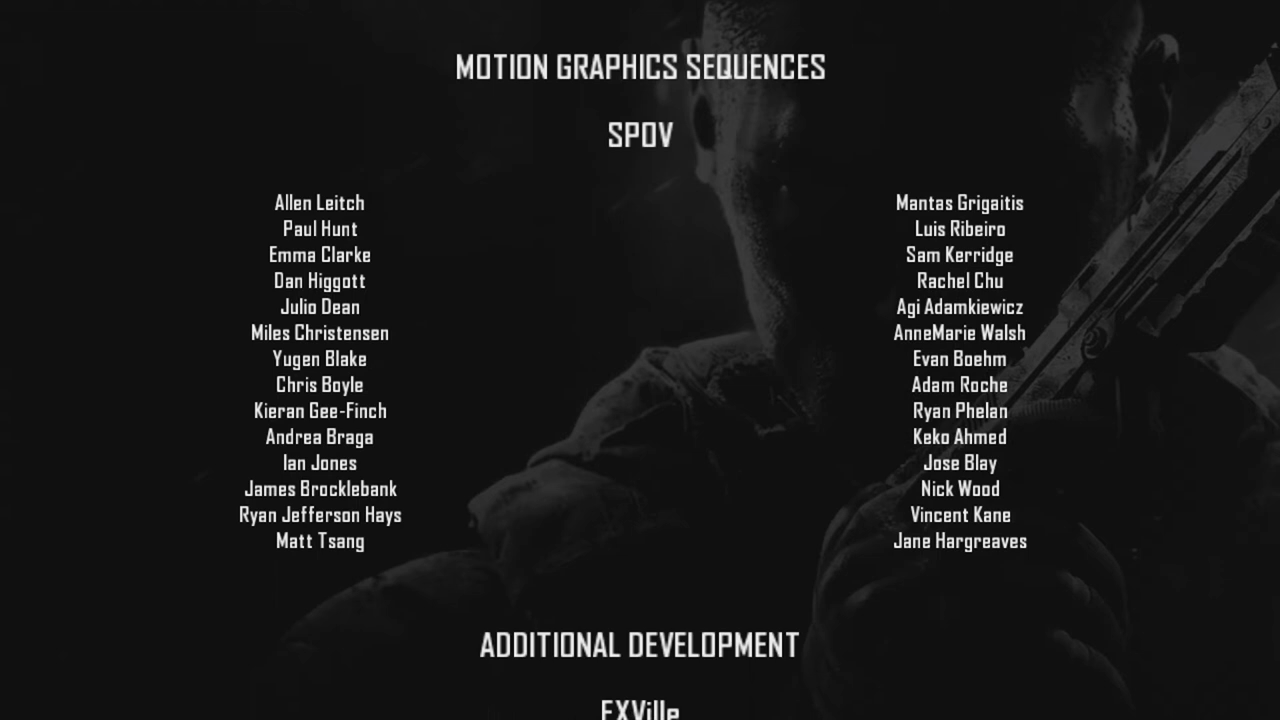 MOTION GRAPHICS SEQUENCES
SPOV
Allen Leitch
Paul Hunt
Emma Clarke
Dan Higgott
Julio Dean
Miles Christensen
Yugen Blake
Chris Boyle
Kieran Gee-Finch
Andrea Braga
Ian Jones
James Brocklebank
Ryan Jefferson Hays
Matt Tsang
Mantas Grigaitis
Luis Ribeiro
Sam Kerridge
Rachel Chu
Agi Adamkiewicz
AnneMarie Walsh
Evan Boehm
Adam Roche
Ryan Phelan
Keko Ahmed
Jose Blay
Nick Wood
Vincent Kane
Jane Hargreaves
ADDITIONAL DEVELOPMENT
FXVille